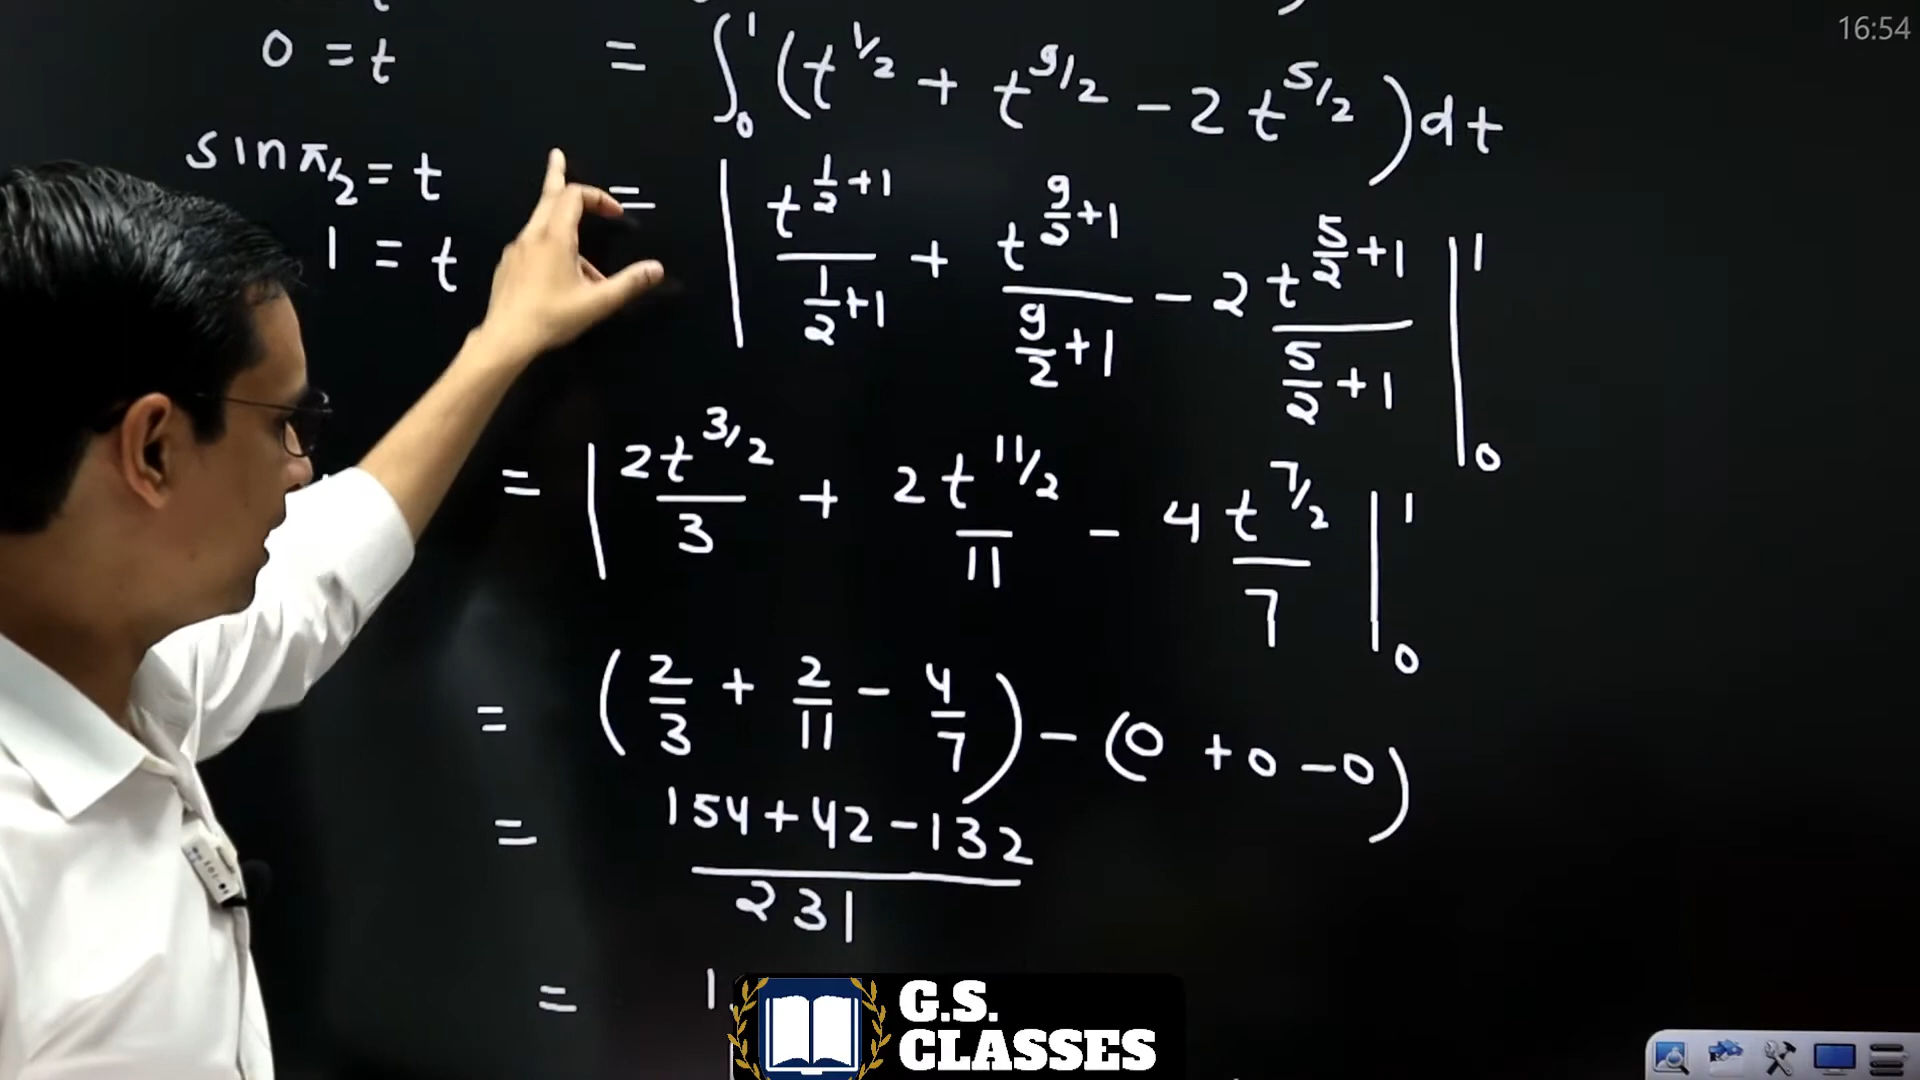 16:54
0 = t
= ∫₀¹ (t^1/2 + t^9/2 - 2 t^5/2) dt
sin π/2 = t
= | t^(1/2+1) / (1/2+1) + t^(9/2+1) / (9/2+1) - 2 t^(5/2+1) / (5/2+1) |₀¹
1 = t
= | 2t^3/2 / 3 + 2t^11/2 / 11 - 4t^7/2 / 7 |₀¹
= (2/3 + 2/11 - 4/7) - (0 + 0 - 0)
= 154 + 42 - 132 / 231
=
G.S.
CLASSES